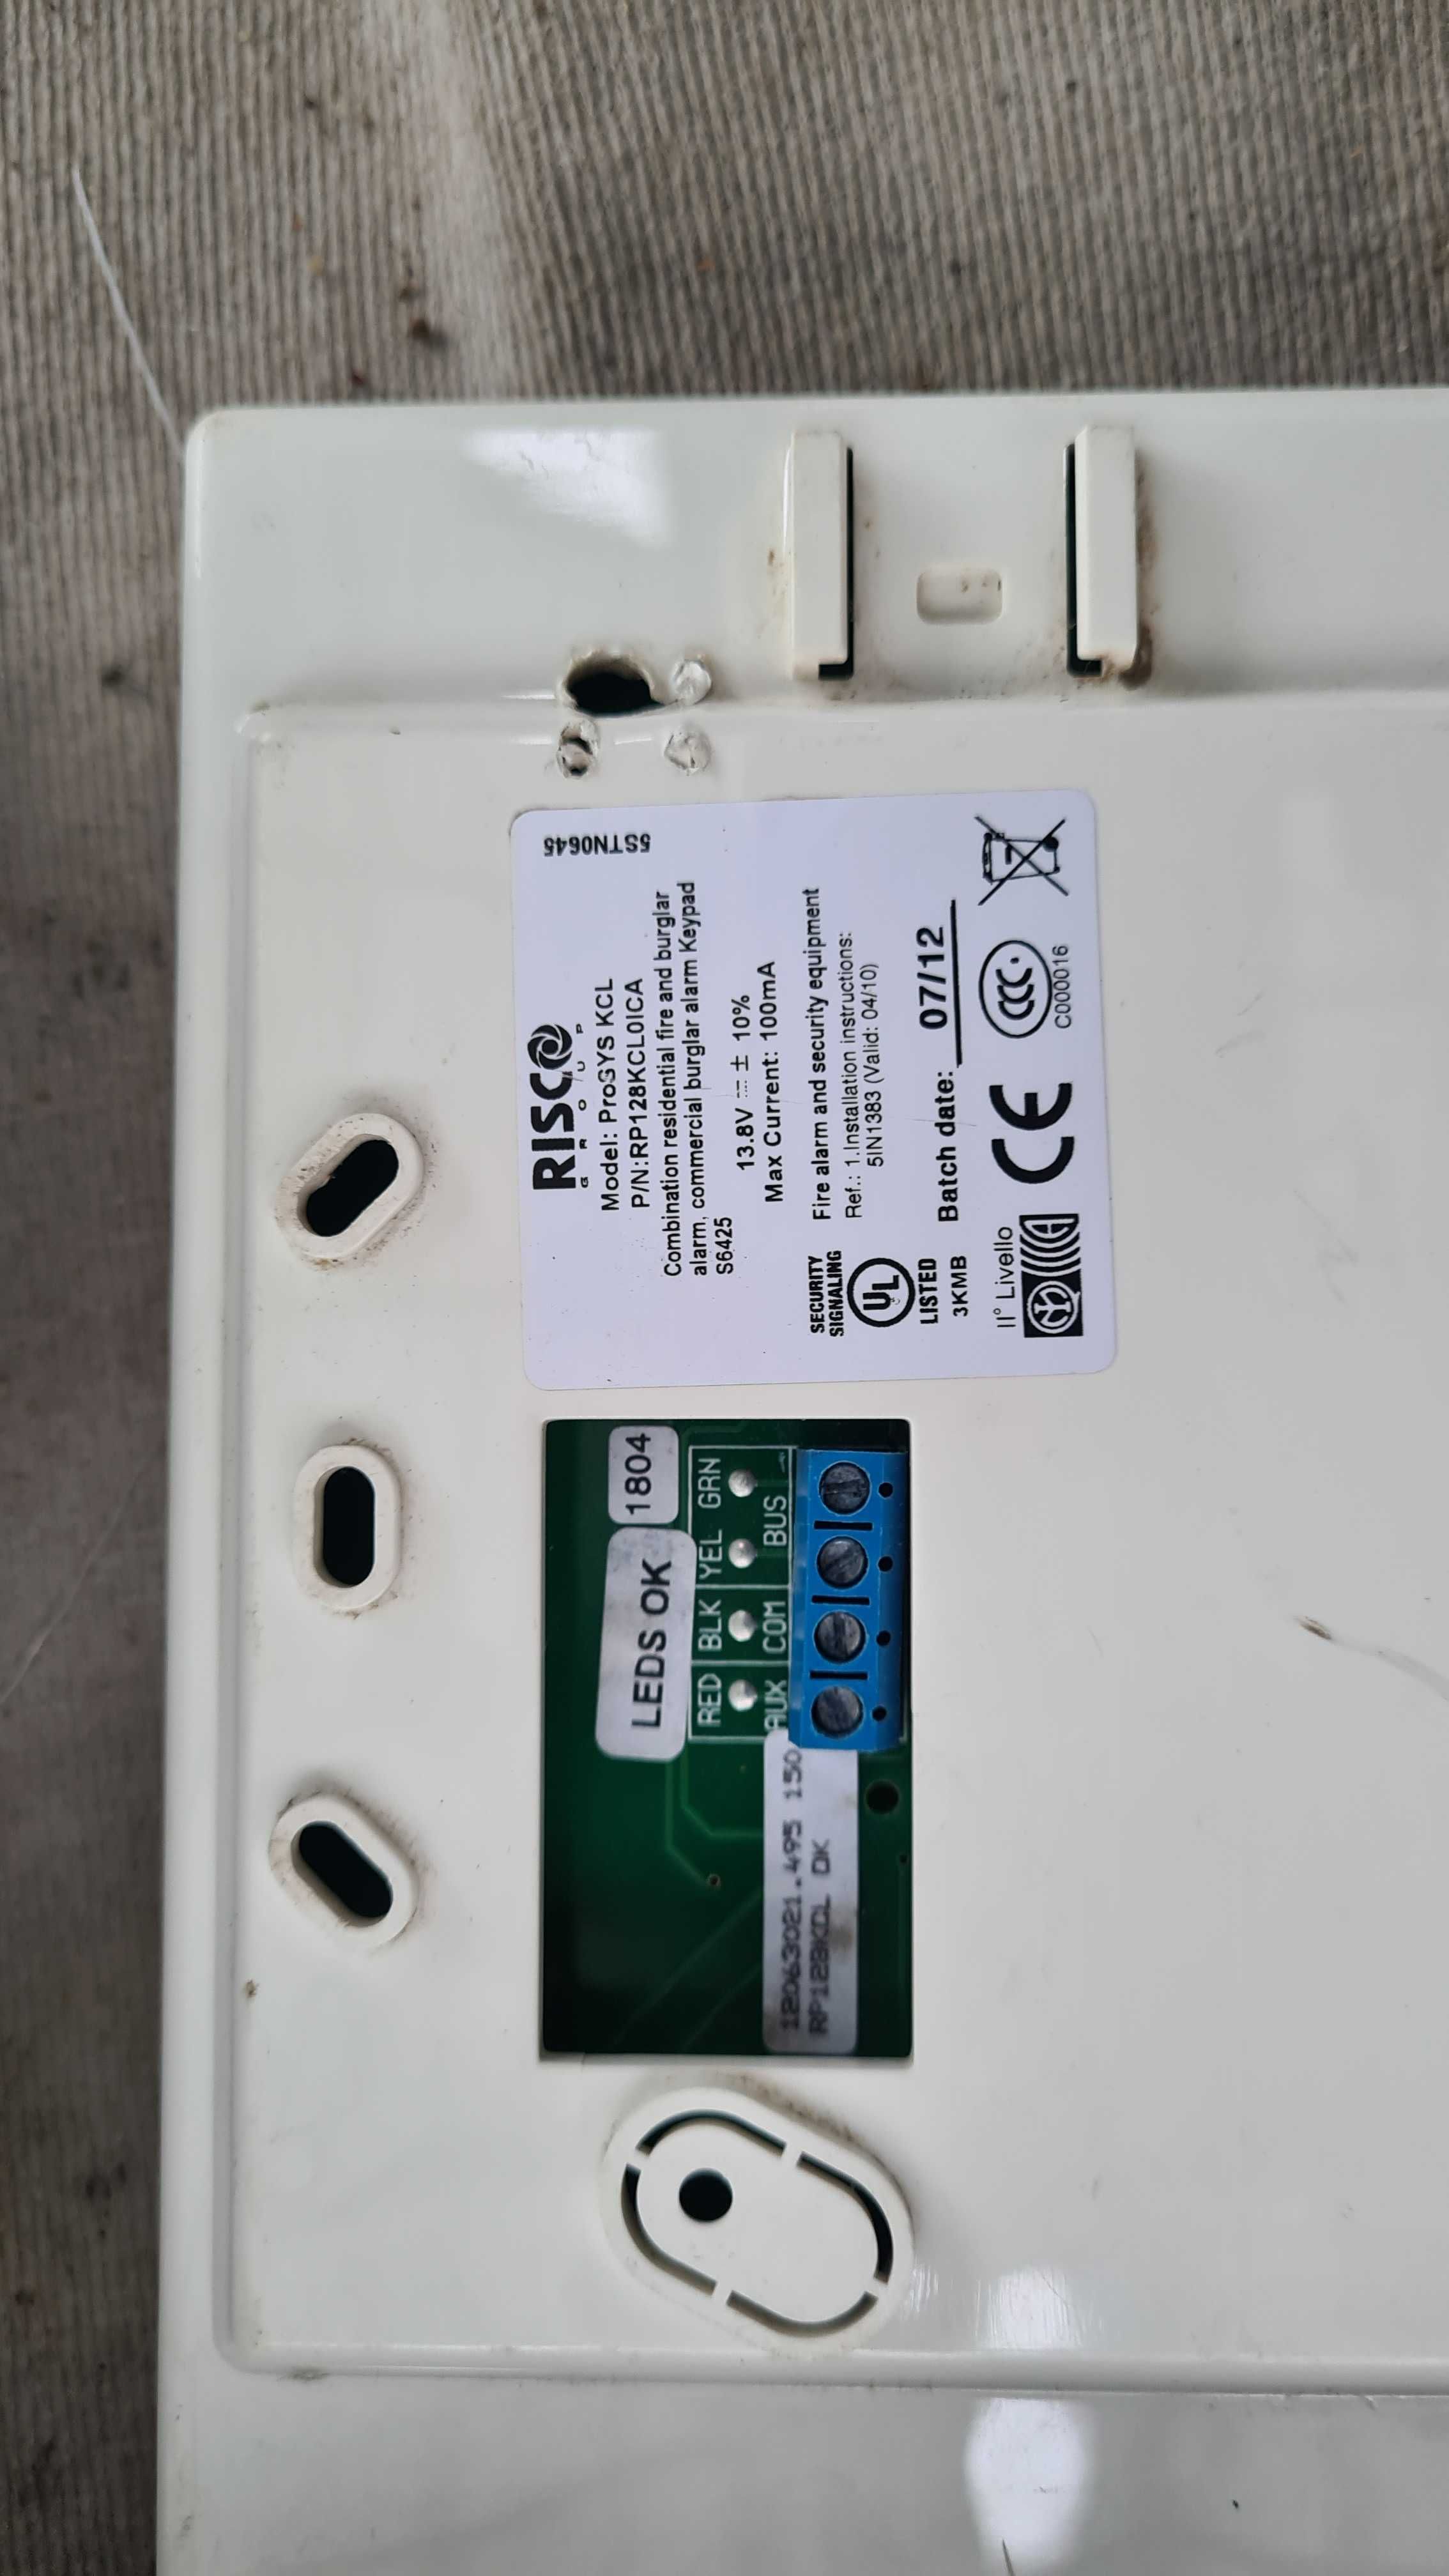 5STN0645
RISCO
GROUP
Model: ProSYS KCL
P/N:RP128KCL0ICA
Combination residential fire and burglar
alarm, commercial burglar alarm Keypad
S6425
13.8V ⎓ ± 10%
Max Current: 100mA
SECURITY
SIGNALING
UL
LISTED
3KMB
Fire alarm and security equipment
Ref.: 1.Installation instructions:
5IN1383 (Valid: 04/10)
Batch date: 07/12
II° Livello
CE
CCC
C000016
LEDS OK
1804
RED BLK YEL GRN
AUX COM BUS
12063021.495 150
RP128KCL OK